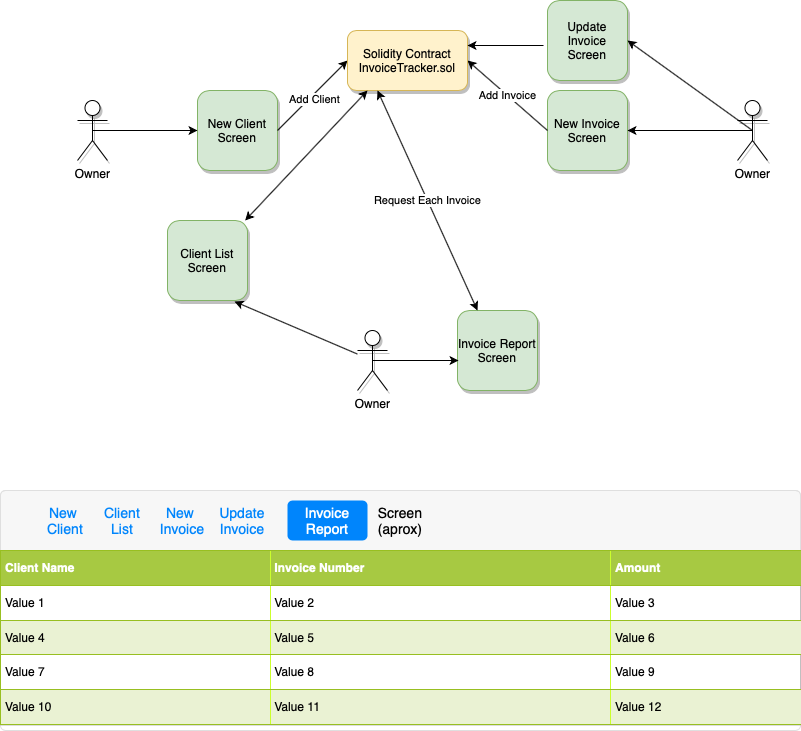 Update
Invoice
Screen
Solidity Contract
InvoiceTracker.sol
Add Client
Add Invoice
New Client
Screen
New Invoice
Screen
Owner
Owner
Request Each Invoice
Client List
Screen
Invoice Report
Screen
Owner
New
Client
Client
List
New
Invoice
Update
Invoice
Invoice
Report
Screen
(aprox)
Client Name Invoice Number Amount
Value 1 Value 2 Value 3
Value 4 Value 5 Value 6
Value 7 Value 8 Value 9
Value 10 Value 11 Value 12